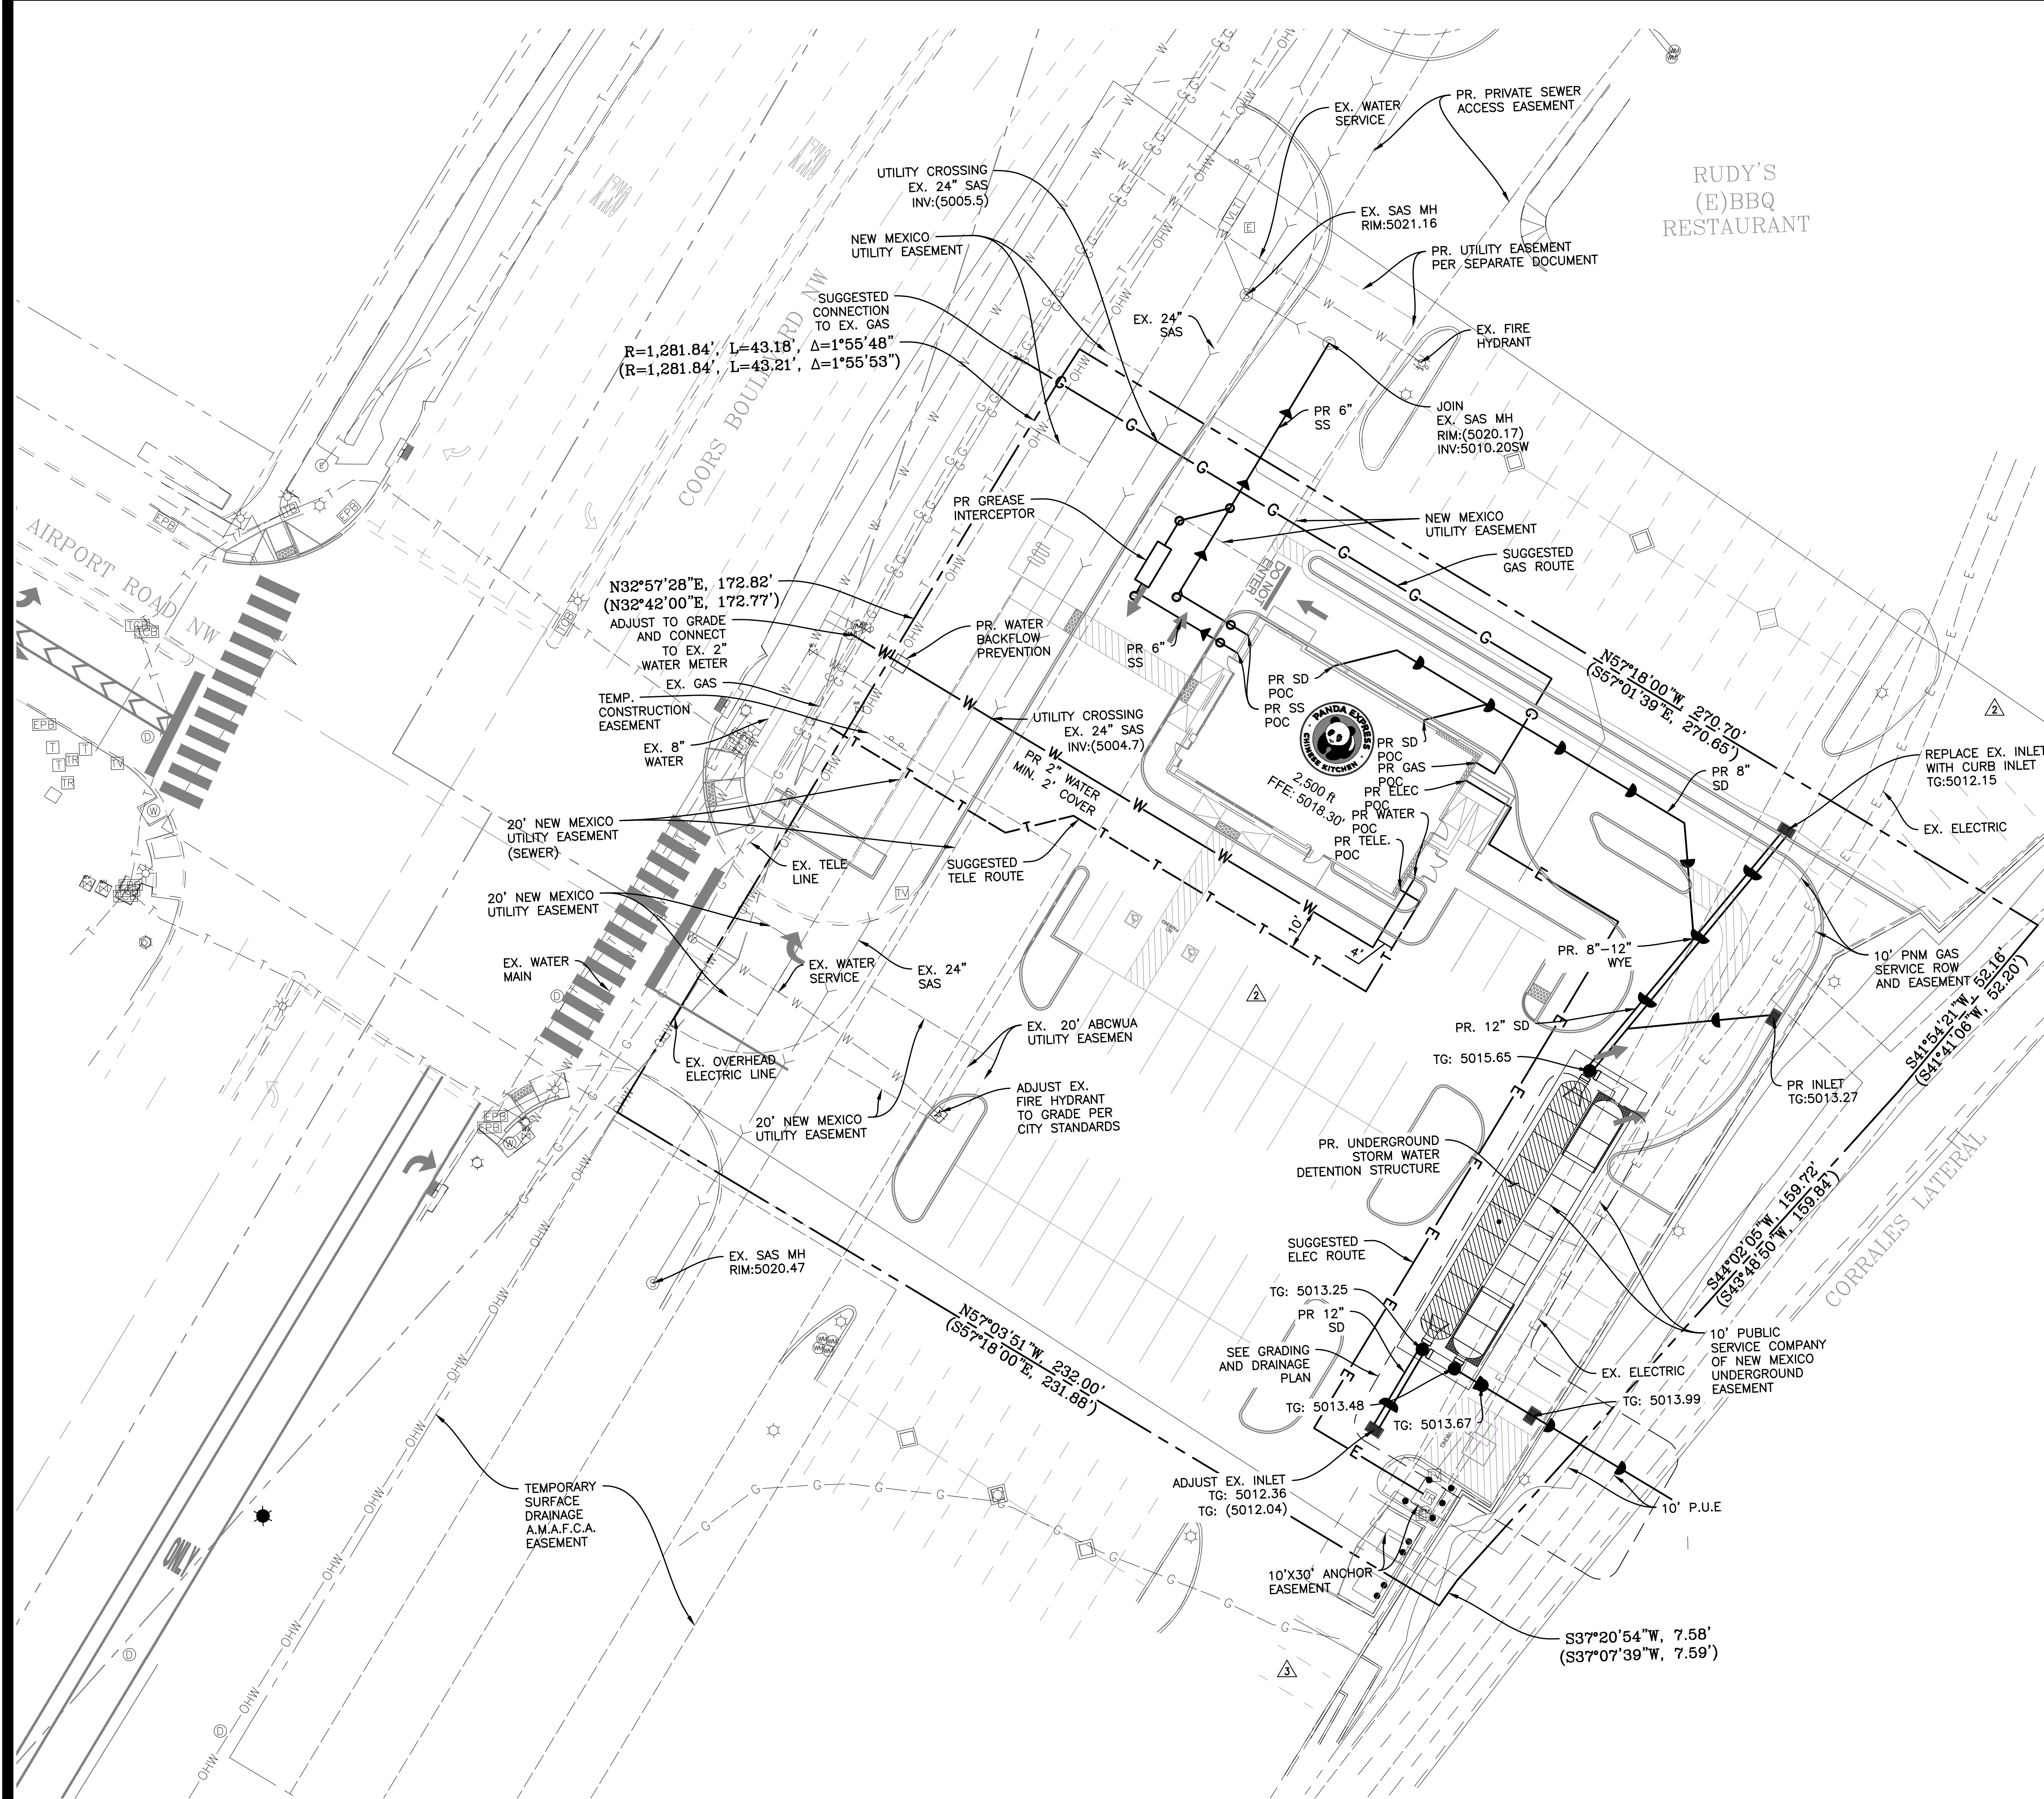 RUDY'S
(E)BBQ
RESTAURANT
PR. PRIVATE SEWER
ACCESS EASEMENT
EX. WATER
SERVICE
UTILITY CROSSING
EX. 24" SAS
INV:(5005.5)
EX. SAS MH
RIM:5021.16
NEW MEXICO
UTILITY EASEMENT
PR. UTILITY EASEMENT
PER SEPARATE DOCUMENT
SUGGESTED
CONNECTION
TO EX. GAS
EX. 24"
SAS
EX. FIRE
HYDRANT
R=1,281.84', L=43.18', Δ=1°55'48"
(R=1,281.84', L=43.21', Δ=1°55'53")
COORS BOULEVARD NW
PR 6"
SS
JOIN
EX. SAS MH
RIM:(5020.17)
INV:5010.20SW
PR GREASE
INTERCEPTOR
NEW MEXICO
UTILITY EASEMENT
SUGGESTED
GAS ROUTE
AIRPORT ROAD NW
DO NOT
ENTER
N32°57'28"E, 172.82'
(N32°42'00"E, 172.77')
ADJUST TO GRADE
AND CONNECT
TO EX. 2"
WATER METER
PR. WATER
BACKFLOW
PREVENTION
PR 6"
SS
EX. GAS
TEMP.
CONSTRUCTION
EASEMENT
PR SD
POC
PR SS
POC
N57°18'00"W, 270.70'
(S57°01'39"E, 270.65')
UTILITY CROSSING
EX. 24" SAS
INV:(5004.7)
PANDA EXPRESS
CHINESE KITCHEN
EX. 8"
WATER
PR 2" WATER
MIN. 2' COVER
2,500 ft
FFE: 5018.30'
PR SD
POC
PR GAS
POC
PR ELEC
POC
PR WATER
POC
PR TELE.
POC
PR 8"
SD
REPLACE EX. INLET
WITH CURB INLET
TG:5012.15
EX. ELECTRIC
20' NEW MEXICO
UTILITY EASEMENT
(SEWER)
EX. TELE
LINE
SUGGESTED
TELE ROUTE
20' NEW MEXICO
UTILITY EASEMENT
10'
4'
EX. WATER
MAIN
EX. WATER
SERVICE
EX. 24"
SAS
PR. 8"-12"
WYE
10' PNM GAS
SERVICE ROW
AND EASEMENT
S41°54'21"W, 52.16'
(S41°41'06"W, 52.20')
2
2
EX. OVERHEAD
ELECTRIC LINE
EX. 20' ABCWUA
UTILITY EASEMEN
PR. 12" SD
TG: 5015.65
PR INLET
TG:5013.27
20' NEW MEXICO
UTILITY EASEMENT
ADJUST EX.
FIRE HYDRANT
TO GRADE PER
CITY STANDARDS
PR. UNDERGROUND
STORM WATER
DETENTION STRUCTURE
S44°02'05"W, 159.72'
(S43°48'50"W, 159.84')
CORRALES LATERAL
EX. SAS MH
RIM:5020.47
SUGGESTED
ELEC ROUTE
N57°03'51"W, 232.00'
(S57°18'00"E, 231.88')
TG: 5013.25
PR 12"
SD
SEE GRADING
AND DRAINAGE
PLAN
10' PUBLIC
SERVICE COMPANY
OF NEW MEXICO
UNDERGROUND
EASEMENT
EX. ELECTRIC
TG: 5013.48
TG: 5013.67
TG: 5013.99
TEMPORARY
SURFACE
DRAINAGE
A.M.A.F.C.A.
EASEMENT
ONLY
ADJUST EX. INLET
TG: 5012.36
TG: (5012.04)
10' P.U.E
10'X30' ANCHOR
EASEMENT
S37°20'54"W, 7.58'
(S37°07'39"W, 7.59')
3